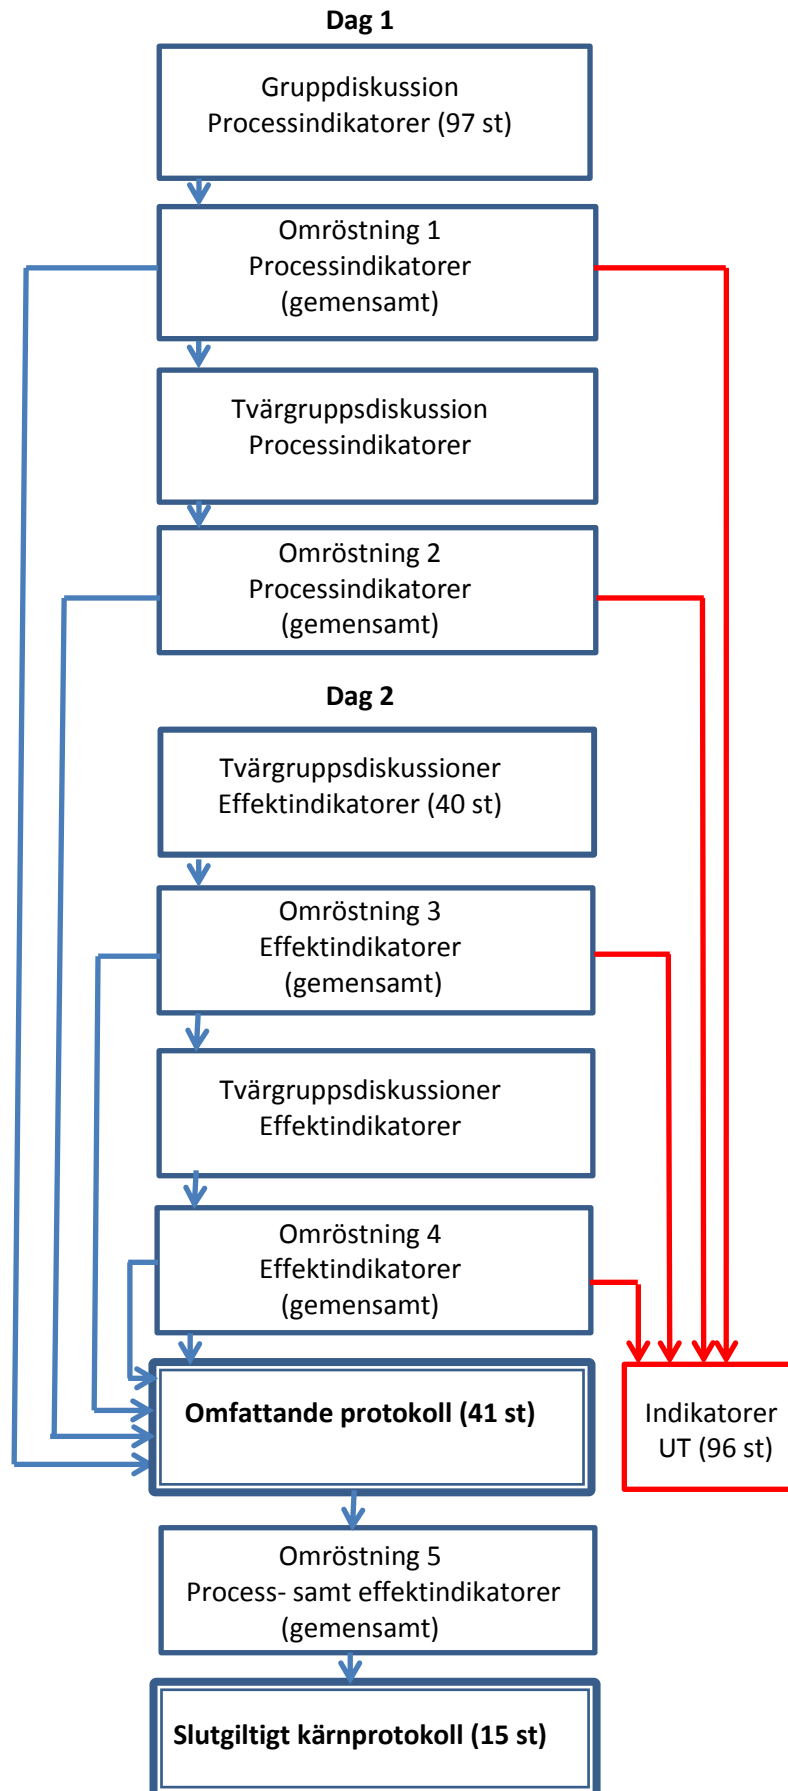 Dag 1
Gruppdiskussion
Processindikatorer (97 st)
Omröstning 1
Processindikatorer
(gemensamt)
Tvärgruppsdiskussion
Processindikatorer
Omröstning 2
Processindikatorer
(gemensamt)
Dag 2
Tvärgruppsdiskussioner
Effektindikatorer (40 st)
Omröstning 3
Effektindikatorer
(gemensamt)
Tvärgruppsdiskussioner
Effektindikatorer
Omröstning 4
Effektindikatorer
(gemensamt)
Omfattande protokoll (41 st)
Indikatorer
UT (96 st)
Omröstning 5
Process- samt effektindikatorer
(gemensamt)
Slutgiltigt kärnprotokoll (15 st)